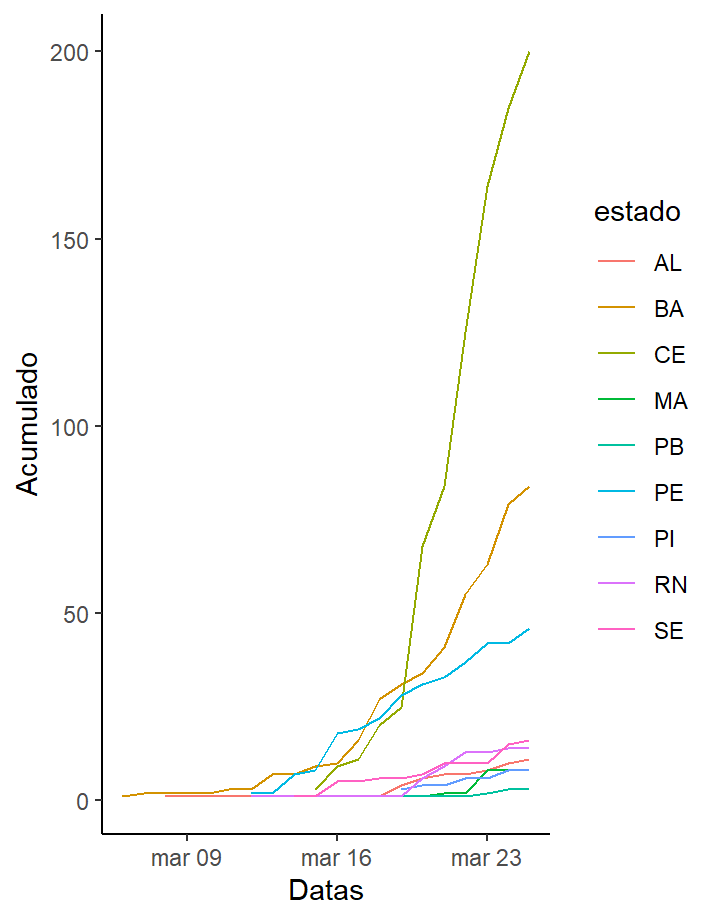 200
150
100
50
0
Acumulado
mar 09
mar 16
mar 23
Datas
estado
AL
BA
CE
MA
PB
PE
PI
RN
SE